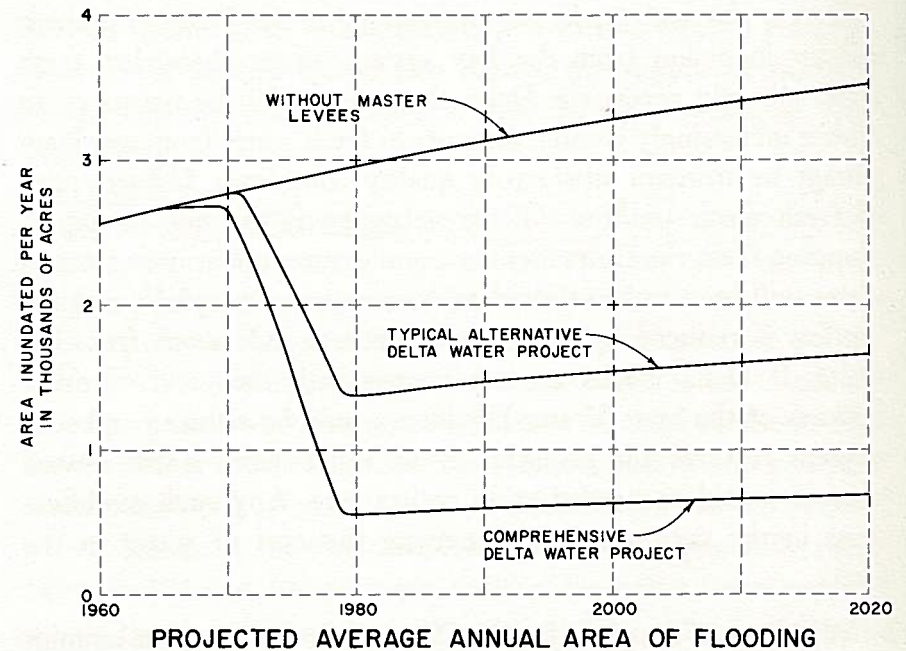 4
3
2
1
0
AREA INUNDATED PER YEAR
IN THOUSANDS OF ACRES
WITHOUT MASTER
LEVEES
TYPICAL ALTERNATIVE
DELTA WATER PROJECT
COMPREHENSIVE
DELTA WATER PROJECT
1960
1980
2000
2020
PROJECTED AVERAGE ANNUAL AREA OF FLOODING